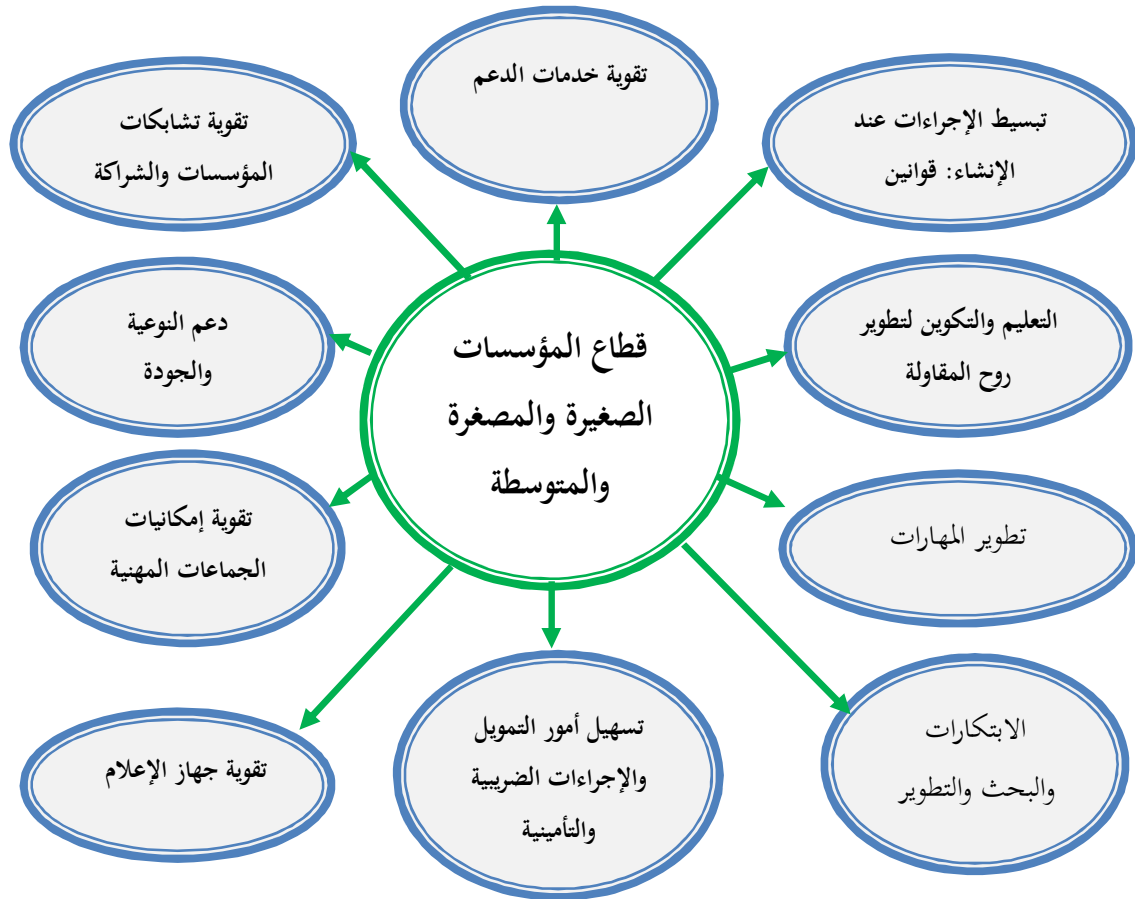 تقوية خدمات الدعم
تبسيط الإجراءات عند
الإنشاء: قوانين
تقوية تشابكات
المؤسسات والشراكة
التعليم والتكوين لتطوير
روح المقاولة
دعم النوعية
والجودة
قطاع المؤسسات
الصغيرة والمصغرة
والمتوسطة
تطوير المهارات
تقوية إمكانيات
الجماعات المهنية
الابتكارات
والبحث والتطوير
تسهيل أمور التمويل
والإجراءات الضريبية
والتأمينية
تقوية جهاز الإعلام